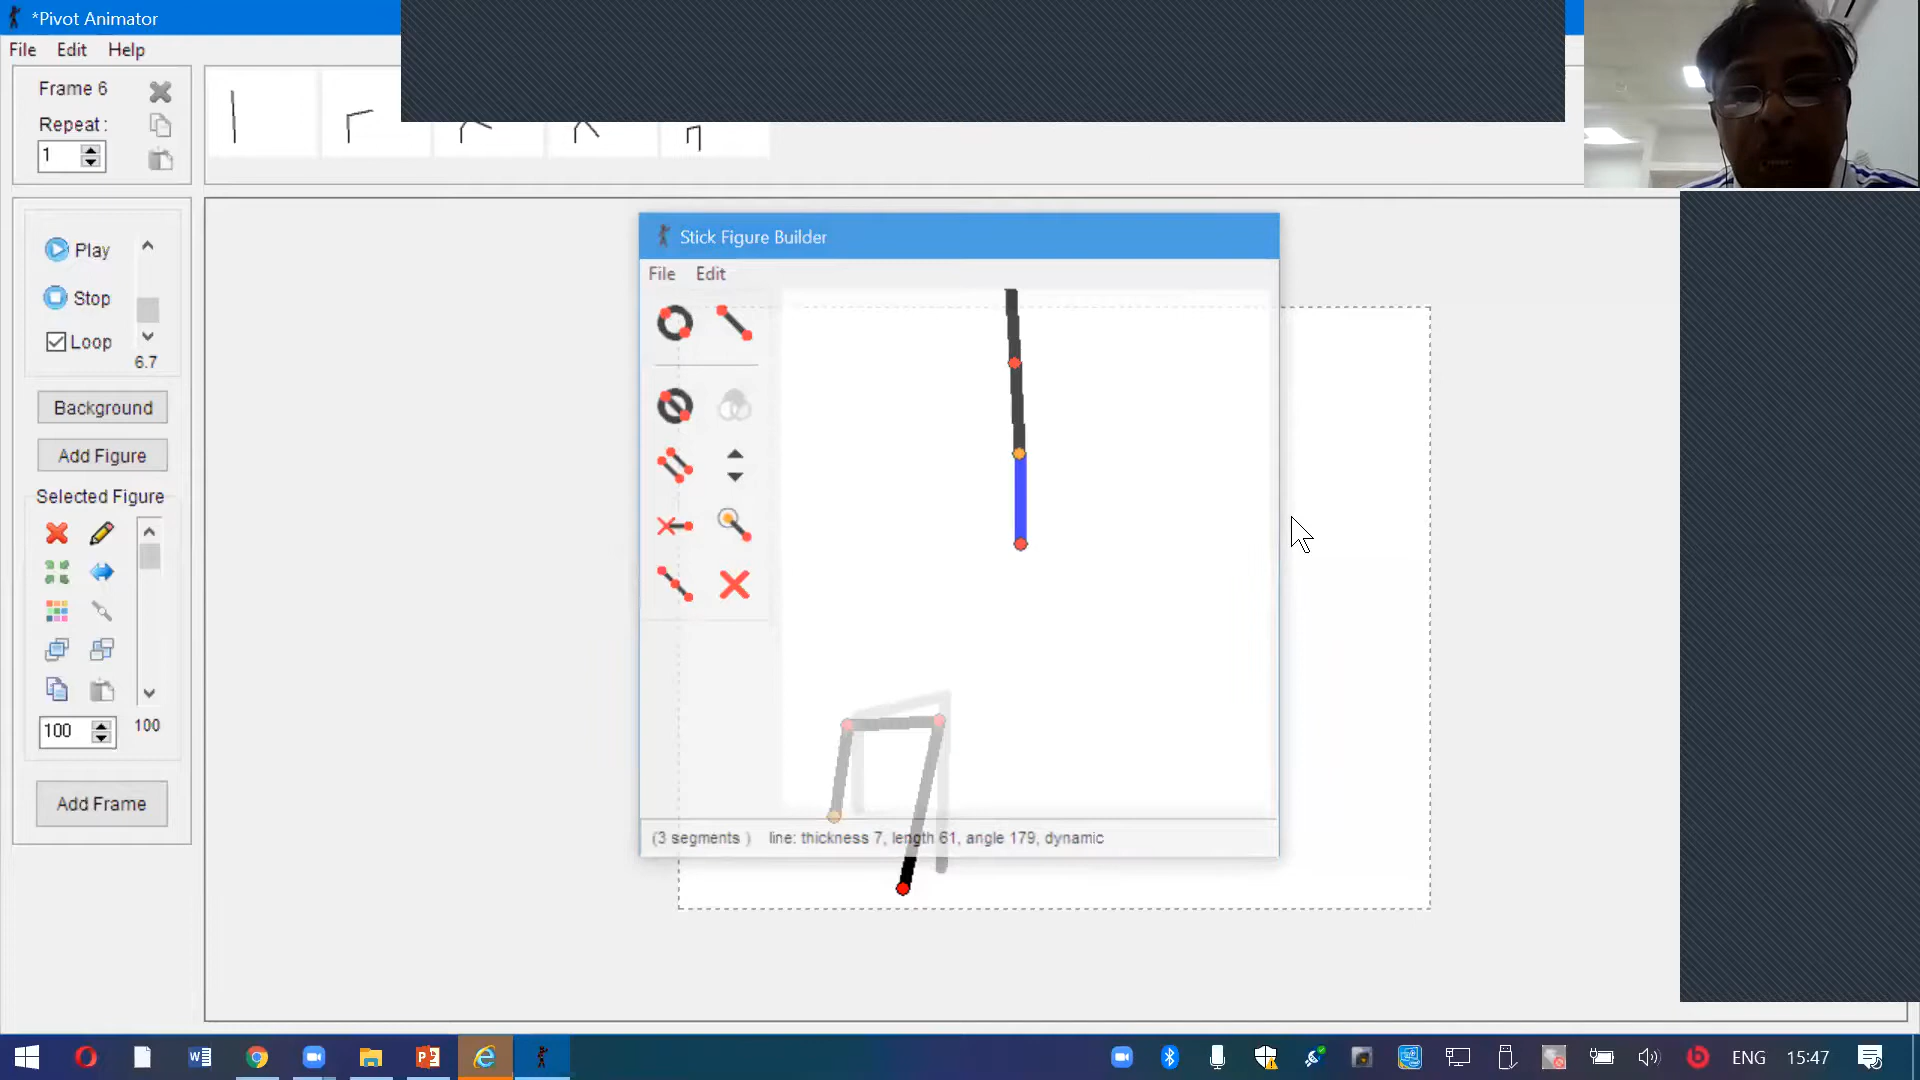 *Pivot Animator
File Edit Help
Frame 6
Repeat :
1
Play
Stop
Loop
6.7
Background
Add Figure
Selected Figure
100
100
Add Frame
Stick Figure Builder
File Edit
(3 segments ) line: thickness 7, length 61, angle 179, dynamic
ENG 15:47